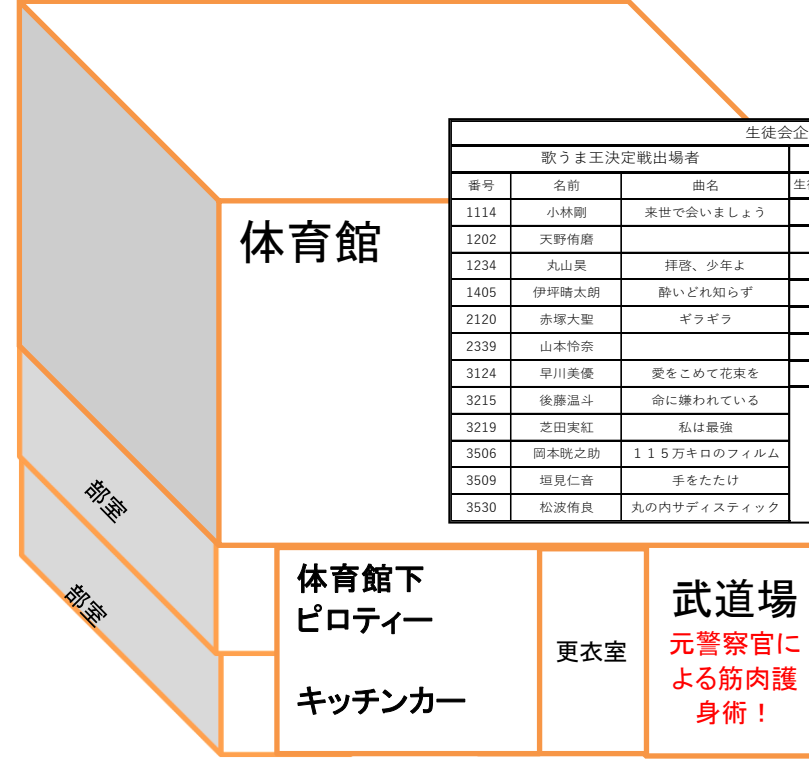 体育館
生徒会企
歌うま王決定戦出場者
番号 名前 曲名 生徒
1114 小林剛 来世で会いましょう
1202 天野侑磨
1234 丸山昊 拝啓、少年よ
1405 伊坪晴太朗 酔いどれ知らず
2120 赤塚大聖 ギラギラ
2339 山本怜奈
3124 早川美優 愛をこめて花束を
3215 後藤温斗 命に嫌われている
3219 芝田実紅 私は最強
3506 岡本晄之助 115万キロのフィルム
3509 垣見仁音 手をたたけ
3530 松波侑良 丸の内サディスティック
部室
部室
体育館下
ピロティー
キッチンカー
更衣室
武道場
元警察官に
よる筋肉護
身術！